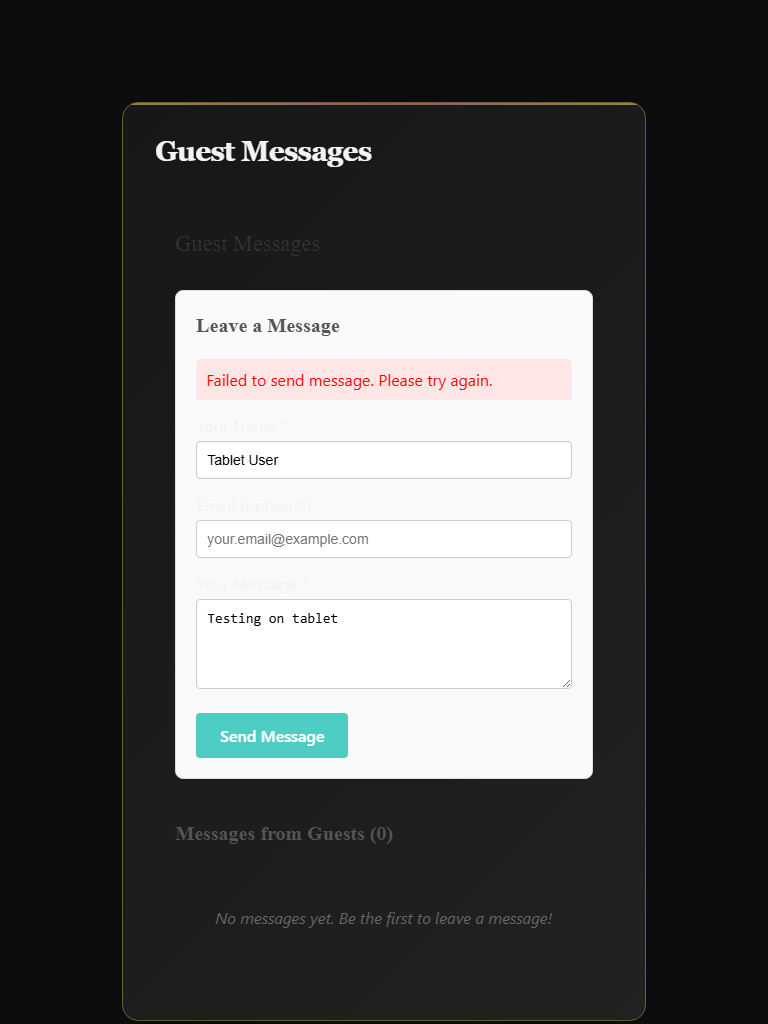 Guest Messages
Guest Messages
Leave a Message
Failed to send message. Please try again.
Your Name *
Tablet User
Email (optional)
your.email@example.com
Your Message *
Testing on tablet
Send Message
Messages from Guests (0)
No messages yet. Be the first to leave a message!